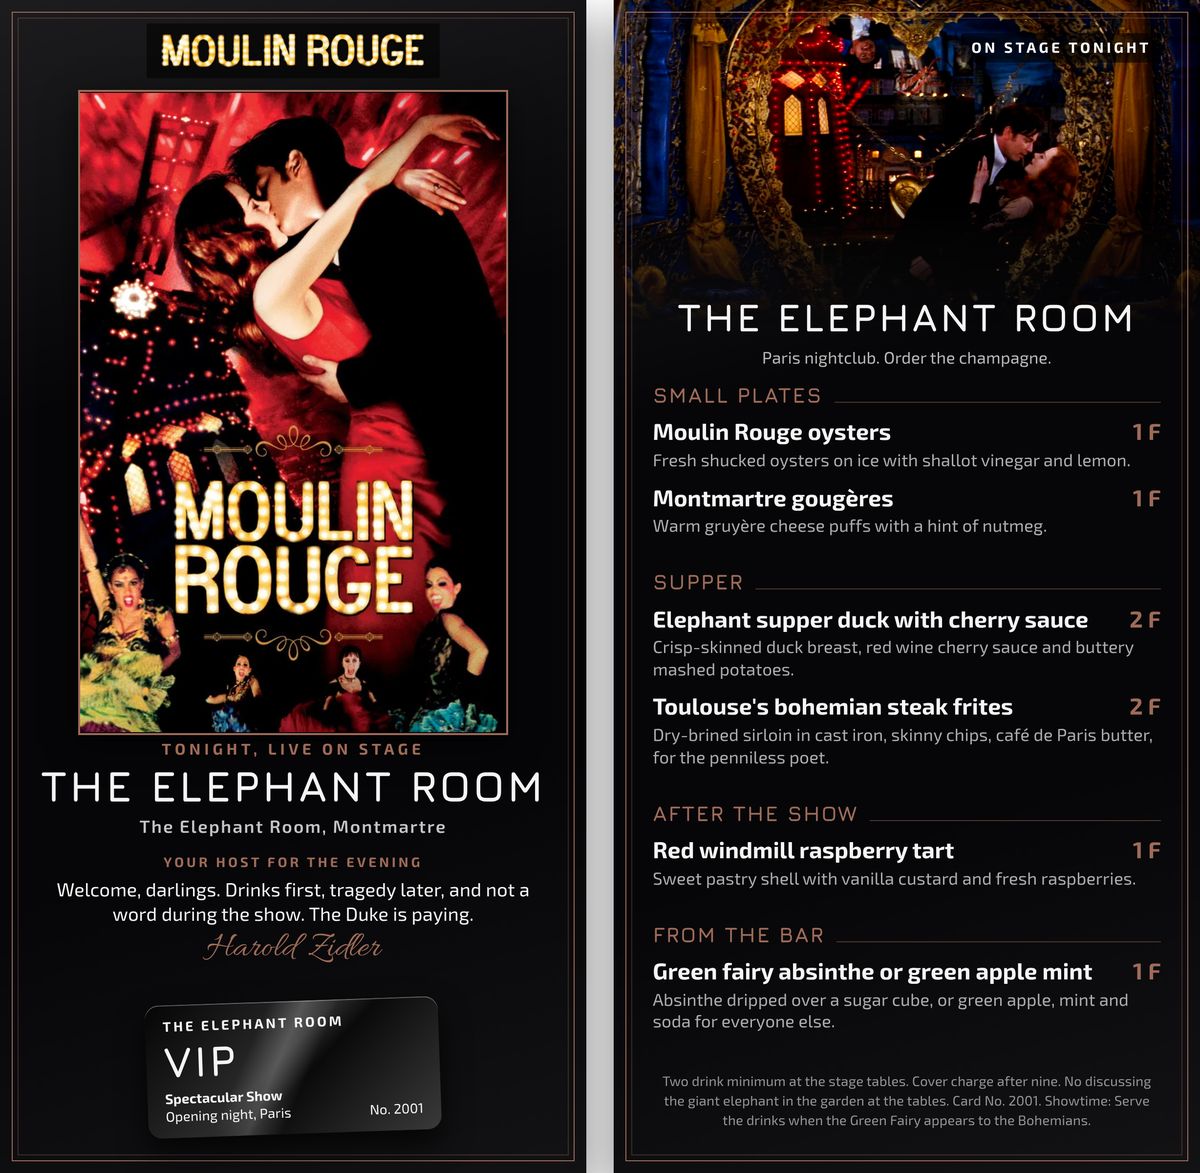 MOULIN ROUGE
MOULIN
ROUGE
TONIGHT, LIVE ON STAGE
THE ELEPHANT ROOM
The Elephant Room, Montmartre
YOUR HOST FOR THE EVENING
Welcome, darlings. Drinks first, tragedy later, and not a
word during the show. The Duke is paying.
Harold Zidler
THE ELEPHANT ROOM
VIP
Spectacular Show
Opening night, Paris
No. 2001
ON STAGE TONIGHT
THE ELEPHANT ROOM
Paris nightclub. Order the champagne.
SMALL PLATES
Moulin Rouge oysters 1 F
Fresh shucked oysters on ice with shallot vinegar and lemon.
Montmartre gougères 1 F
Warm gruyère cheese puffs with a hint of nutmeg.
SUPPER
Elephant supper duck with cherry sauce 2 F
Crisp-skinned duck breast, red wine cherry sauce and buttery
mashed potatoes.
Toulouse's bohemian steak frites 2 F
Dry-brined sirloin in cast iron, skinny chips, café de Paris butter,
for the penniless poet.
AFTER THE SHOW
Red windmill raspberry tart 1 F
Sweet pastry shell with vanilla custard and fresh raspberries.
FROM THE BAR
Green fairy absinthe or green apple mint 1 F
Absinthe dripped over a sugar cube, or green apple, mint and
soda for everyone else.
Two drink minimum at the stage tables. Cover charge after nine. No discussing
the giant elephant in the garden at the tables. Card No. 2001. Showtime: Serve
the drinks when the Green Fairy appears to the Bohemians.